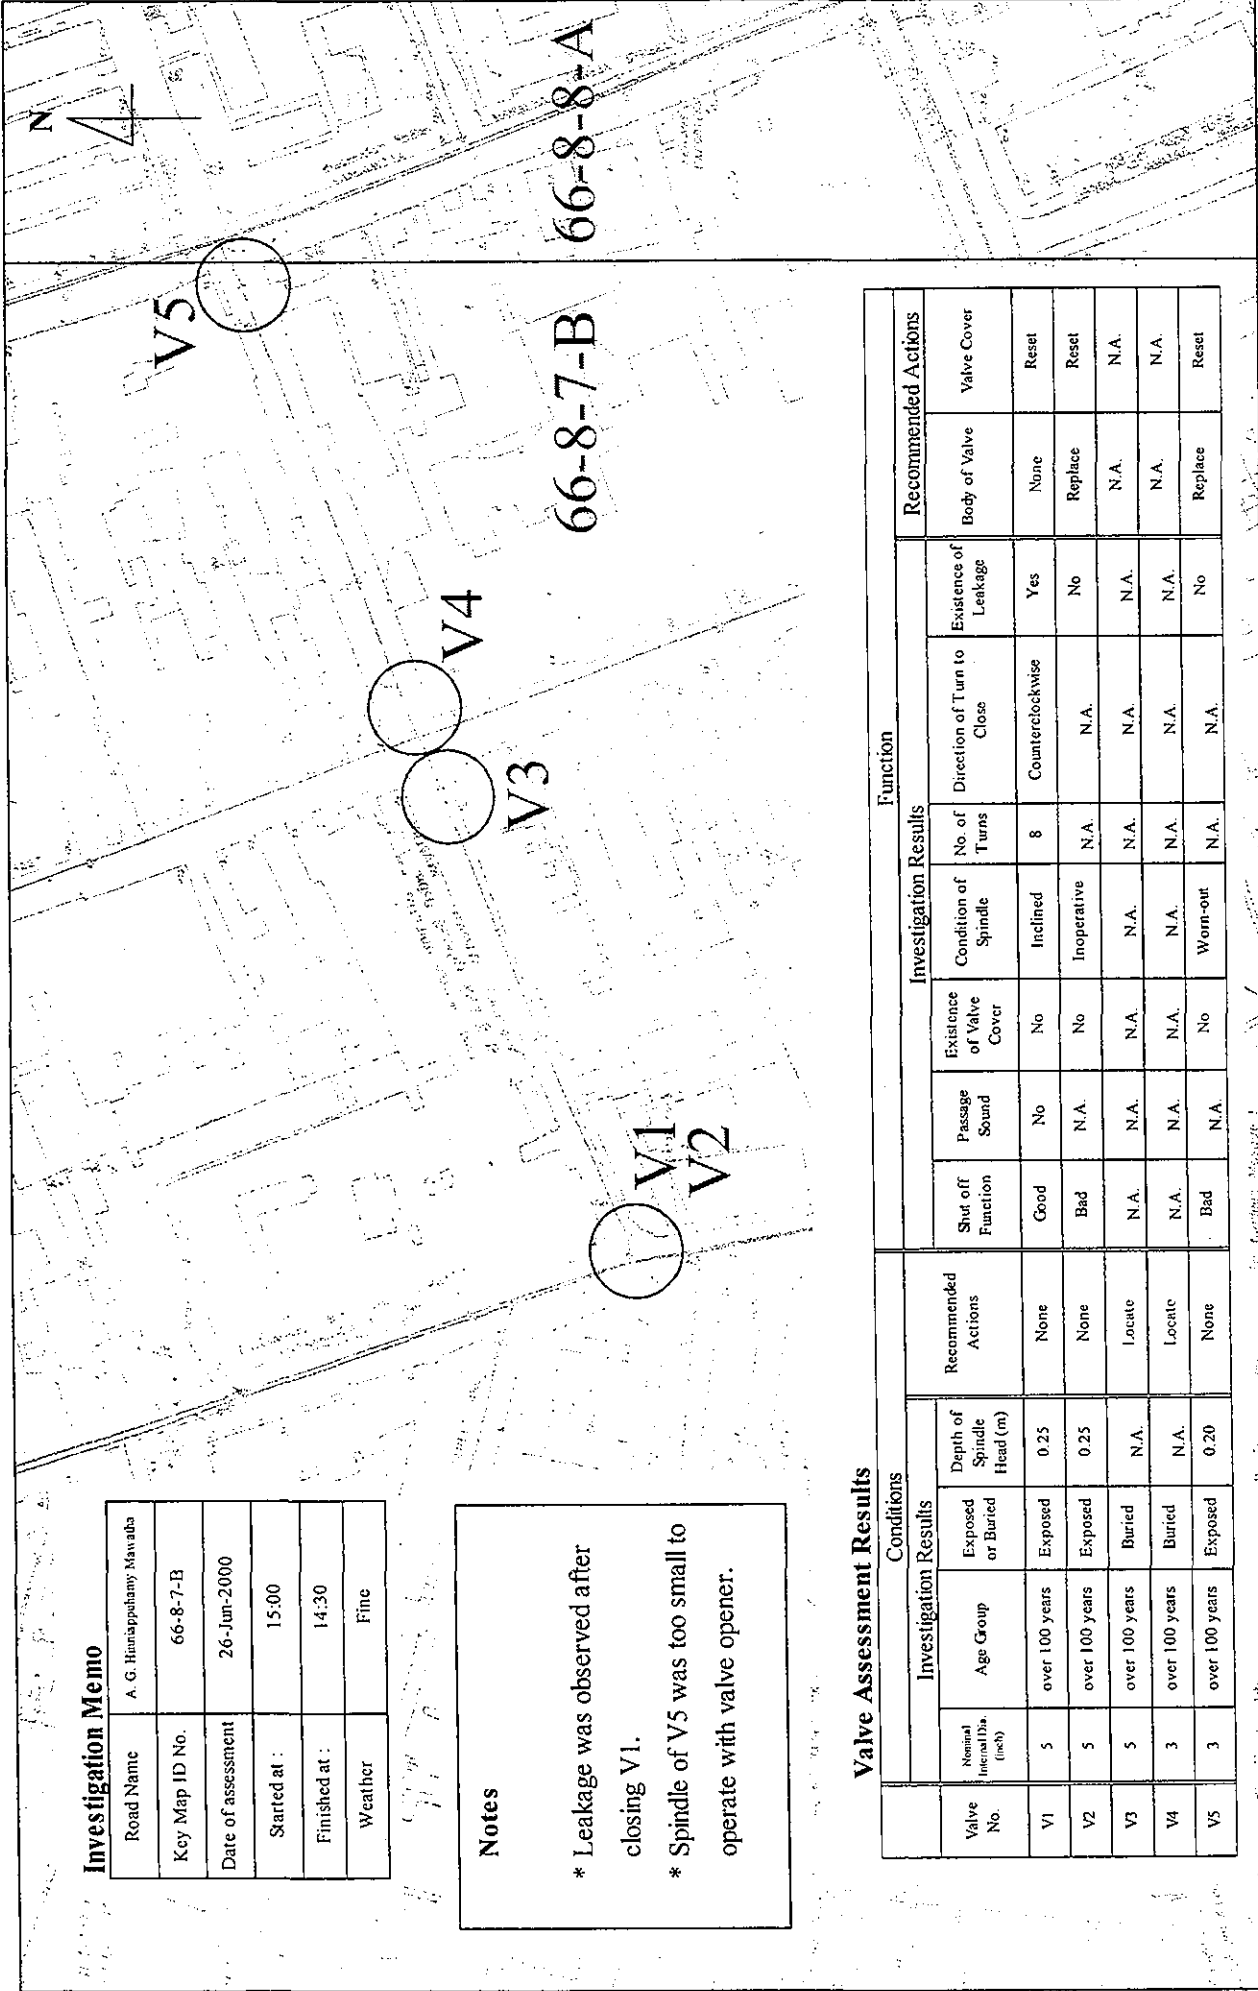 N
V5
66-8-8-A
66-8-7-B
V4
V3
V1
V2
Investigation Memo
Road Name A. G. Hinniappuhamy Mawatha
Key Map ID No. 66-8-7-B
Date of assessment 26-Jun-2000
Started at : 15:00
Finished at : 14:30
Weather Fine
Notes
* Leakage was observed after
closing V1.
* Spindle of V5 was too small to
operate with valve opener.
Valve Assessment Results
Conditions Function
Investigation Results Recommended Actions Investigation Results Recommended Actions
Valve No. Nominal Internal Dia. (inch) Age Group Exposed or Buried Depth of Spindle Head (m) Shut off Function Passage Sound Existence of Valve Cover Condition of Spindle No. of Turns Direction of Turn to Close Existence of Leakage Body of Valve Valve Cover
V1 5 over 100 years Exposed 0.25 None Good No No Inclined 8 Counterclockwise Yes None Reset
V2 5 over 100 years Exposed 0.25 None Bad N.A. No Inoperative N.A. N.A. No Replace Reset
V3 5 over 100 years Buried N.A. Locate N.A. N.A. N.A. N.A. N.A. N.A. N.A. N.A. N.A.
V4 3 over 100 years Buried N.A. Locate N.A. N.A. N.A. N.A. N.A. N.A. N.A. N.A. N.A.
V5 3 over 100 years Exposed 0.20 None Bad N.A. No Worn-out N.A. N.A. No Replace Reset